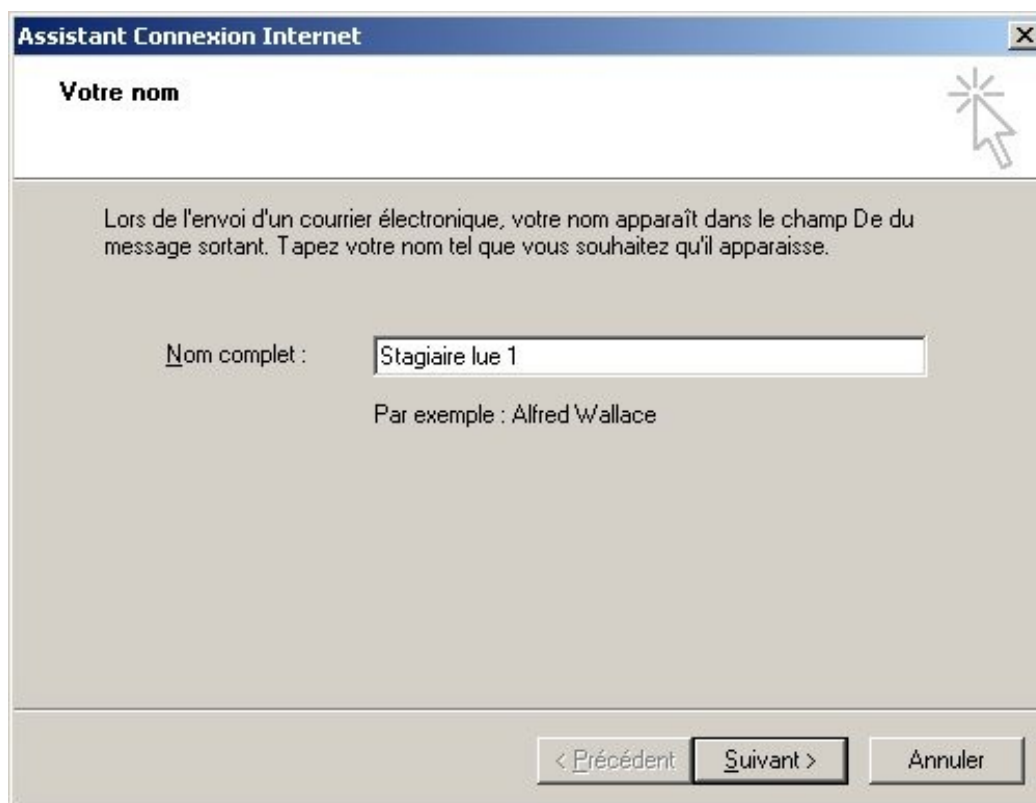 Assistant Connexion Internet
Votre nom
Lors de l'envoi d'un courrier électronique, votre nom apparaît dans le champ De du
message sortant. Tapez votre nom tel que vous souhaitez qu'il apparaisse.
Nom complet : Stagiaire lue 1
Par exemple : Alfred Wallace
< Précédent Suivant > Annuler